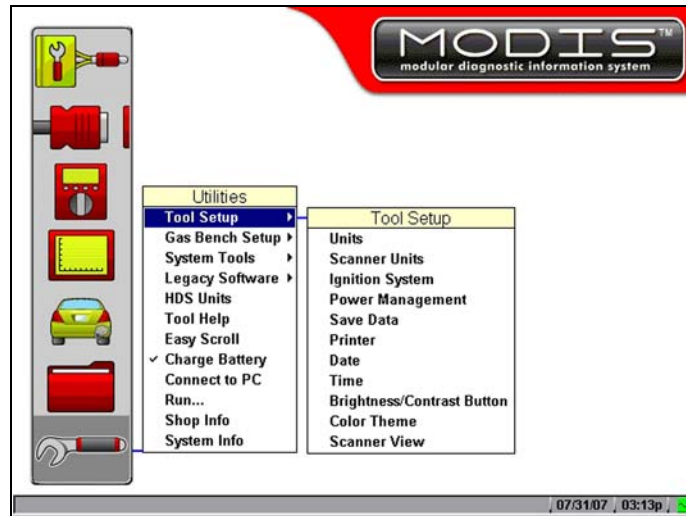 MODIS™
modular diagnostic information system
Utilities
Tool Setup
Gas Bench Setup
System Tools
Legacy Software
HDS Units
Tool Help
Easy Scroll
✓ Charge Battery
Connect to PC
Run...
Shop Info
System Info
Tool Setup
Units
Scanner Units
Ignition System
Power Management
Save Data
Printer
Date
Time
Brightness/Contrast Button
Color Theme
Scanner View
07/31/07 03:13p